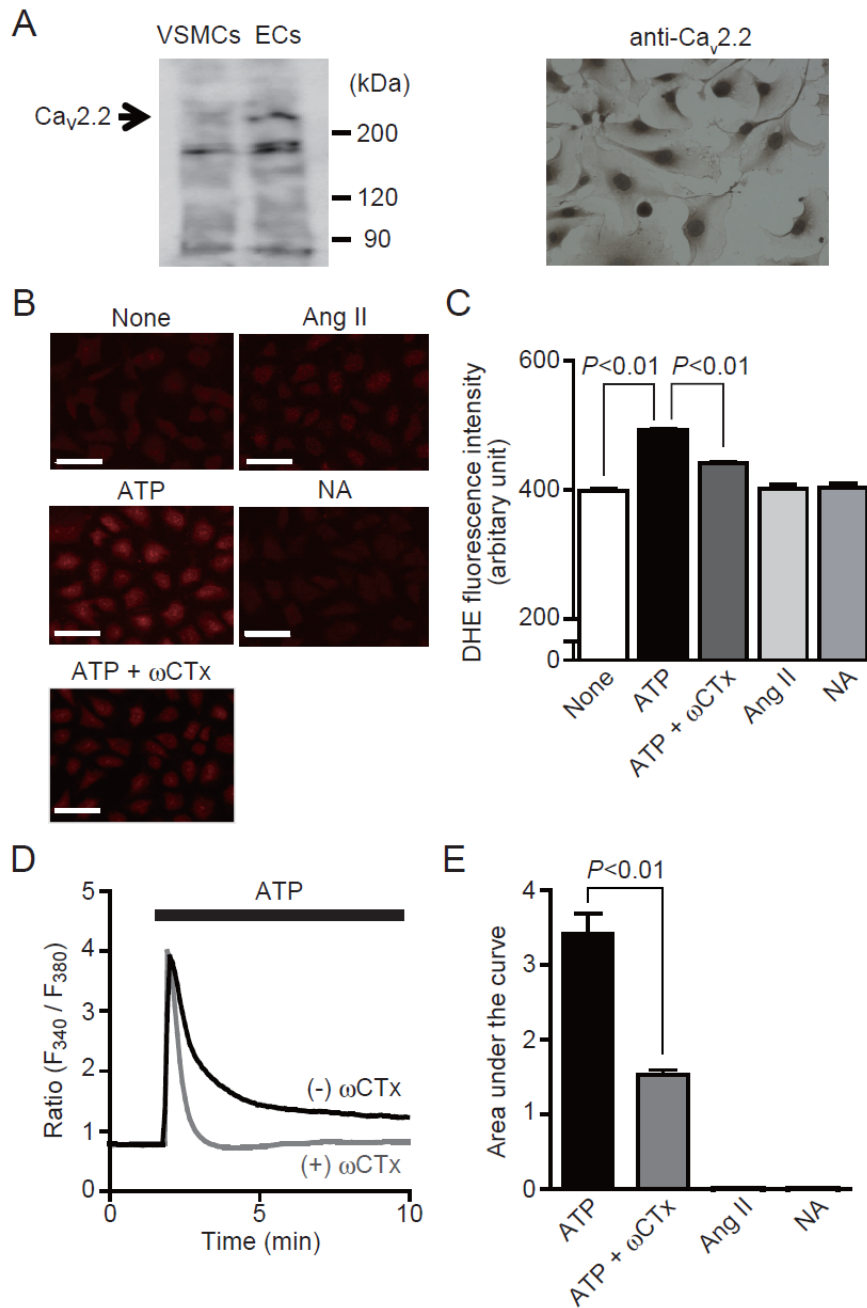 A
VSMCs ECs
(kDa)
Cav2.2
200
120
90
anti-Cav2.2
B
None
Ang II
ATP
NA
ATP + ωCTx
C
DHE fluorescence intensity
(arbitary unit)
600
400
200
0
P<0.01
P<0.01
None
ATP
ATP + ωCTx
Ang II
NA
D
Ratio (F340 / F380)
5
4
3
2
1
0
ATP
(-) ωCTx
(+) ωCTx
0
5
10
Time (min)
E
Area under the curve
4
3
2
1
0
P<0.01
ATP
ATP + ωCTx
Ang II
NA